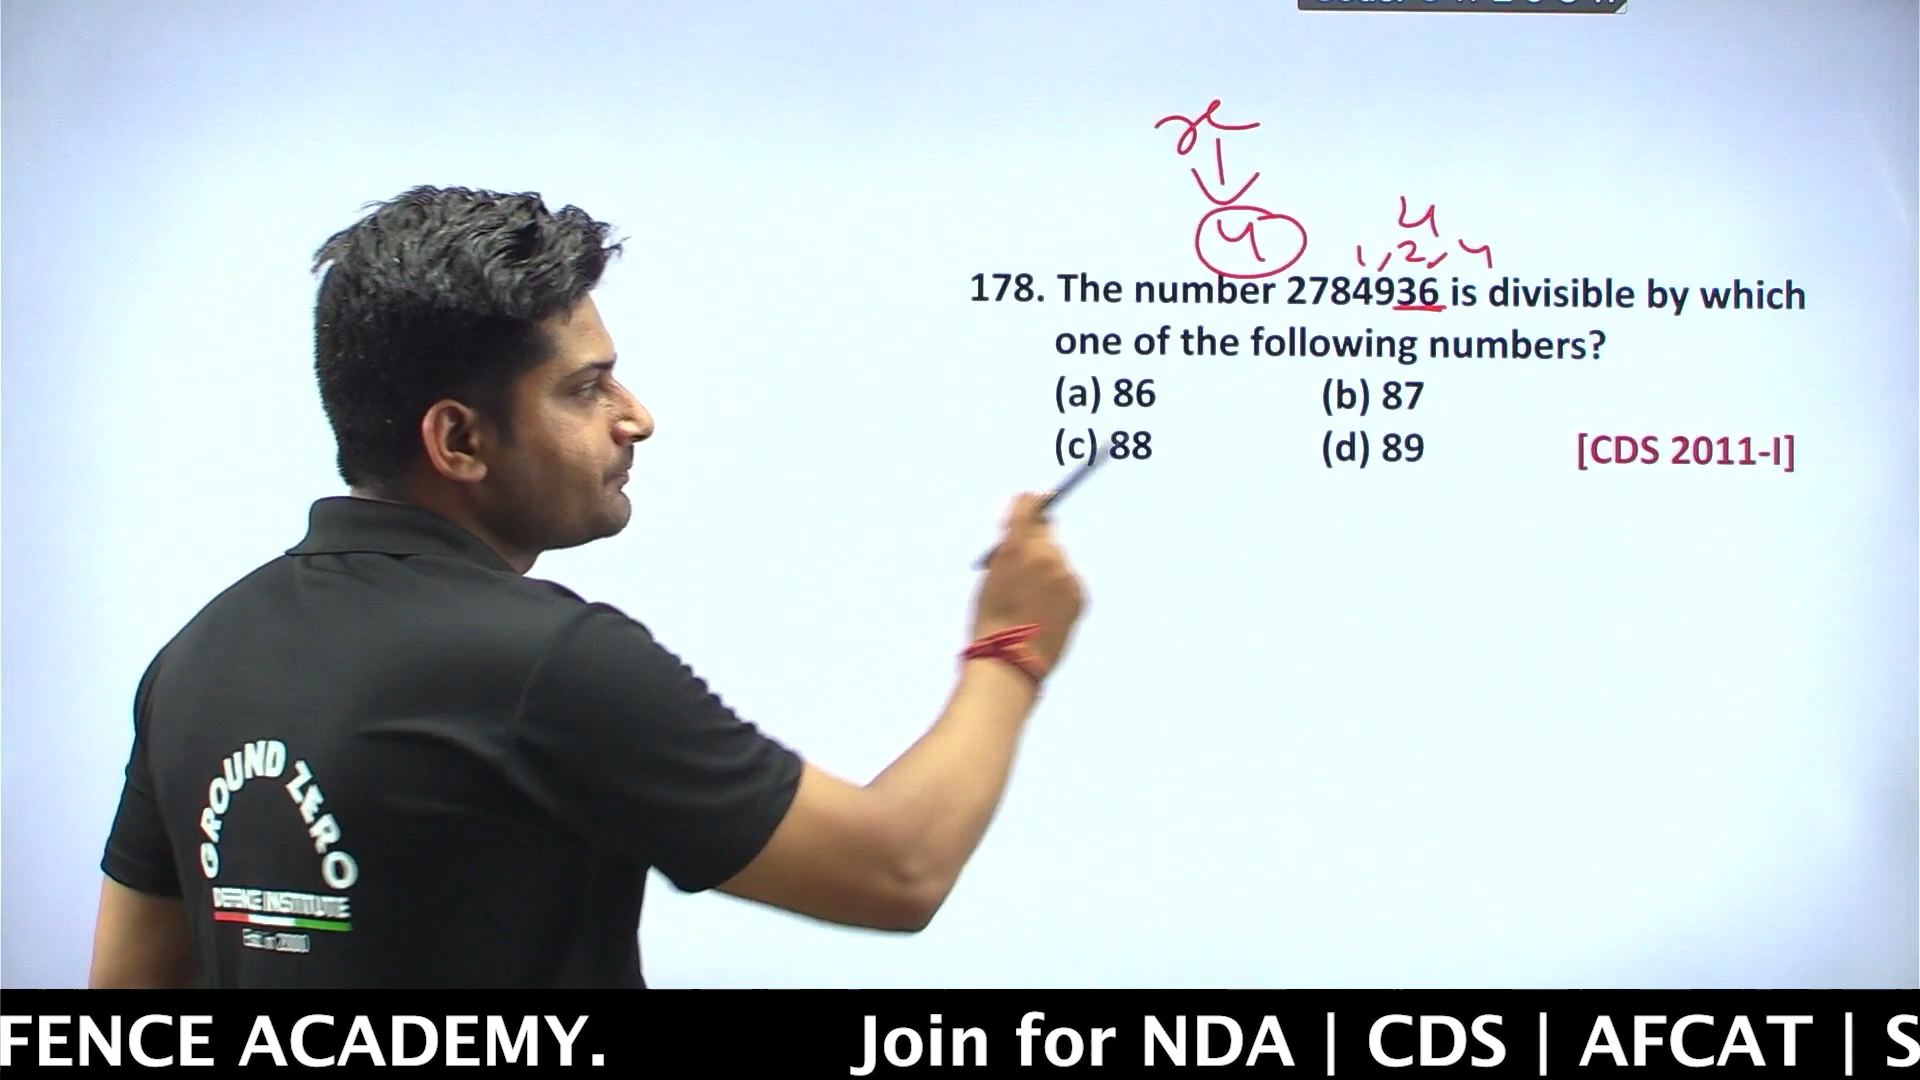 x
4
4
1, 2, 4
178. The number 2784936 is divisible by which
one of the following numbers?
(a) 86 (b) 87
(c) 88 (d) 89 [CDS 2011-I]
GROUND ZERO
DEFENCE INSTITUTE
FENCE ACADEMY. Join for NDA | CDS | AFCAT | S